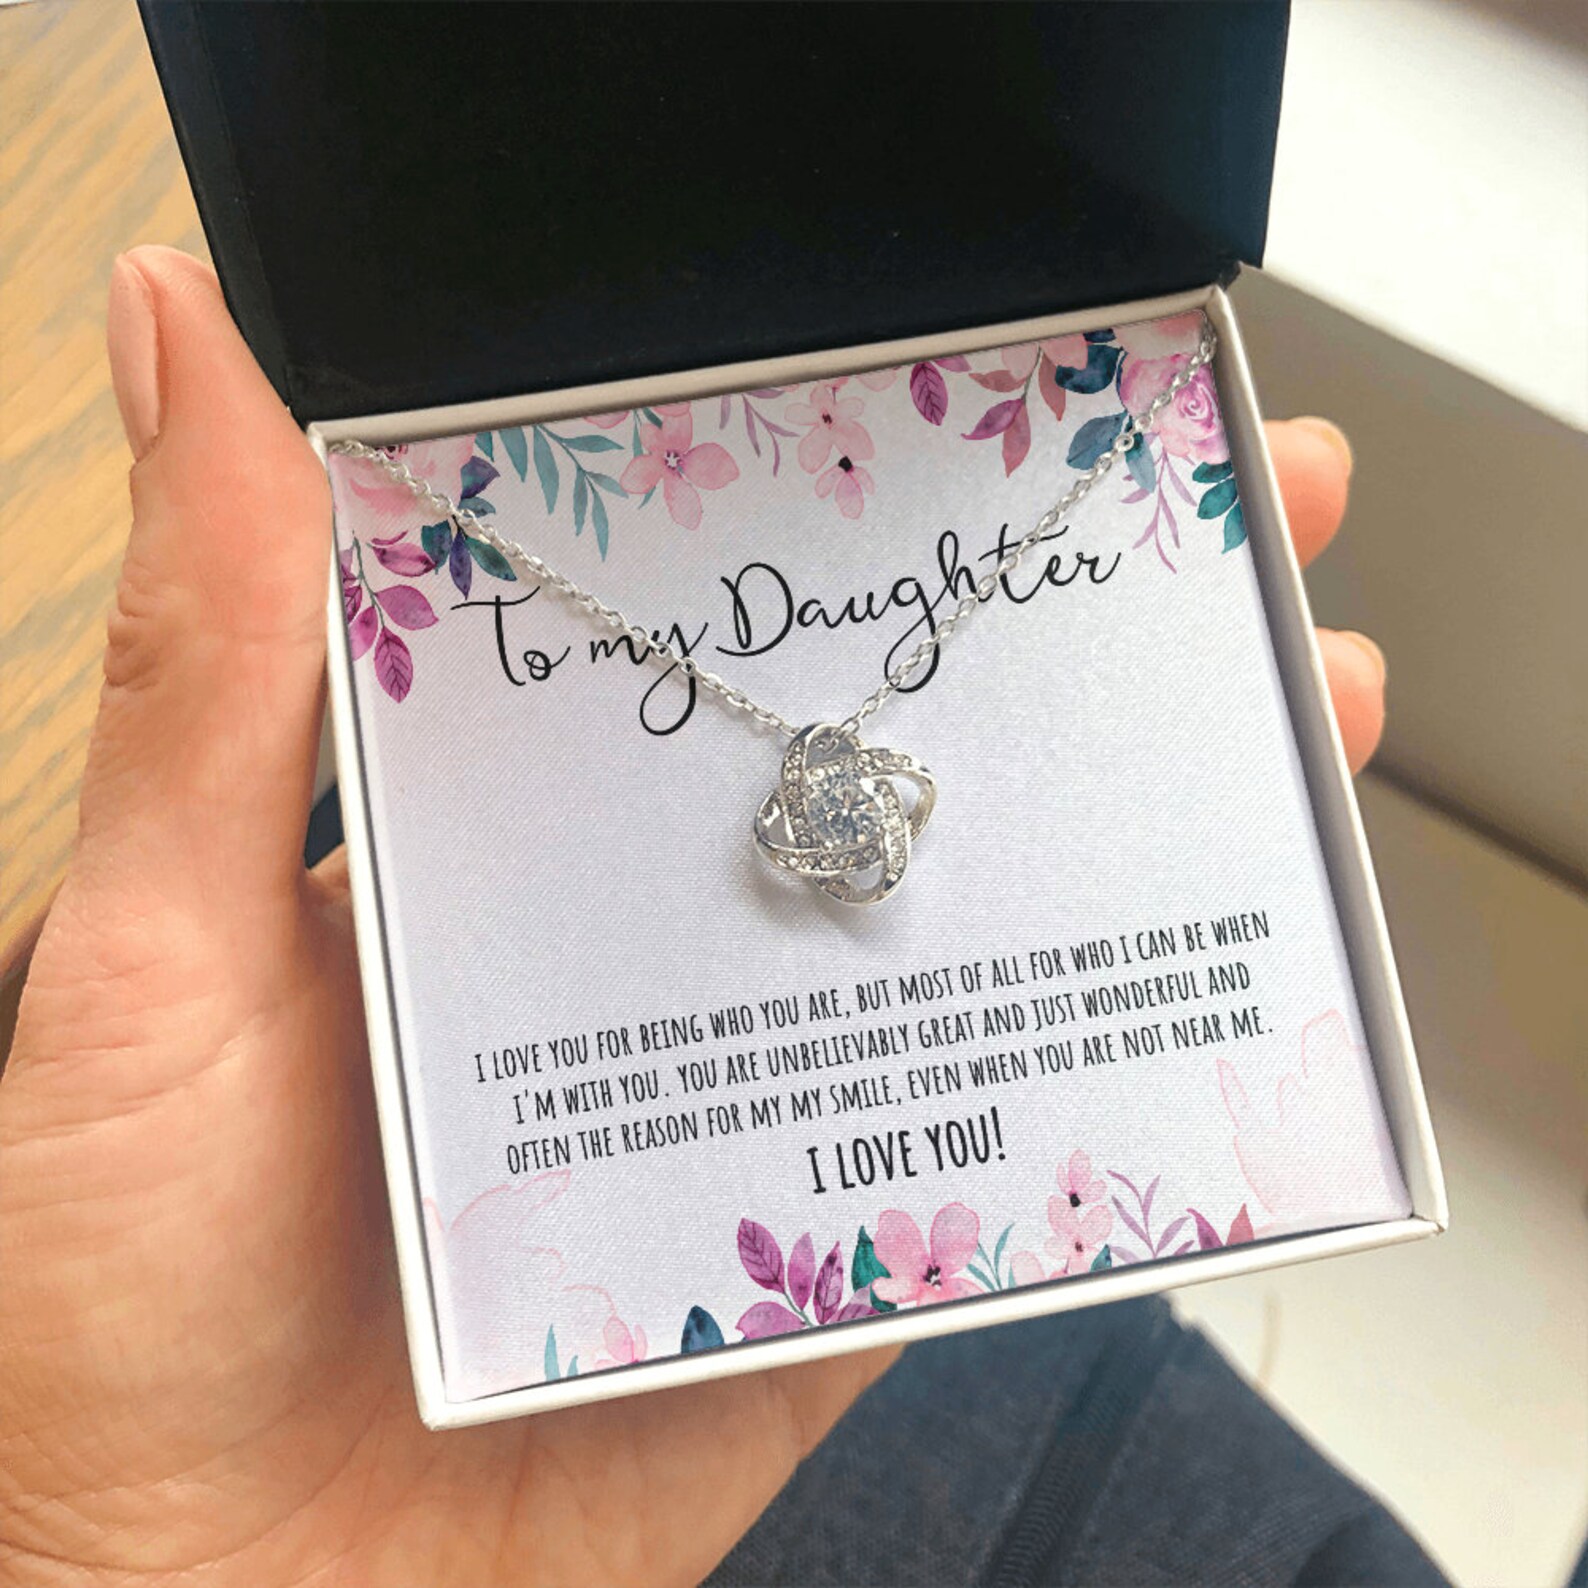 To my Daughter
I LOVE YOU FOR BEING WHO YOU ARE, BUT MOST OF ALL FOR WHO I CAN BE WHEN
I'M WITH YOU. YOU ARE UNBELIEVABLY GREAT AND JUST WONDERFUL AND
OFTEN THE REASON FOR MY MY SMILE, EVEN WHEN YOU ARE NOT NEAR ME.
I LOVE YOU!